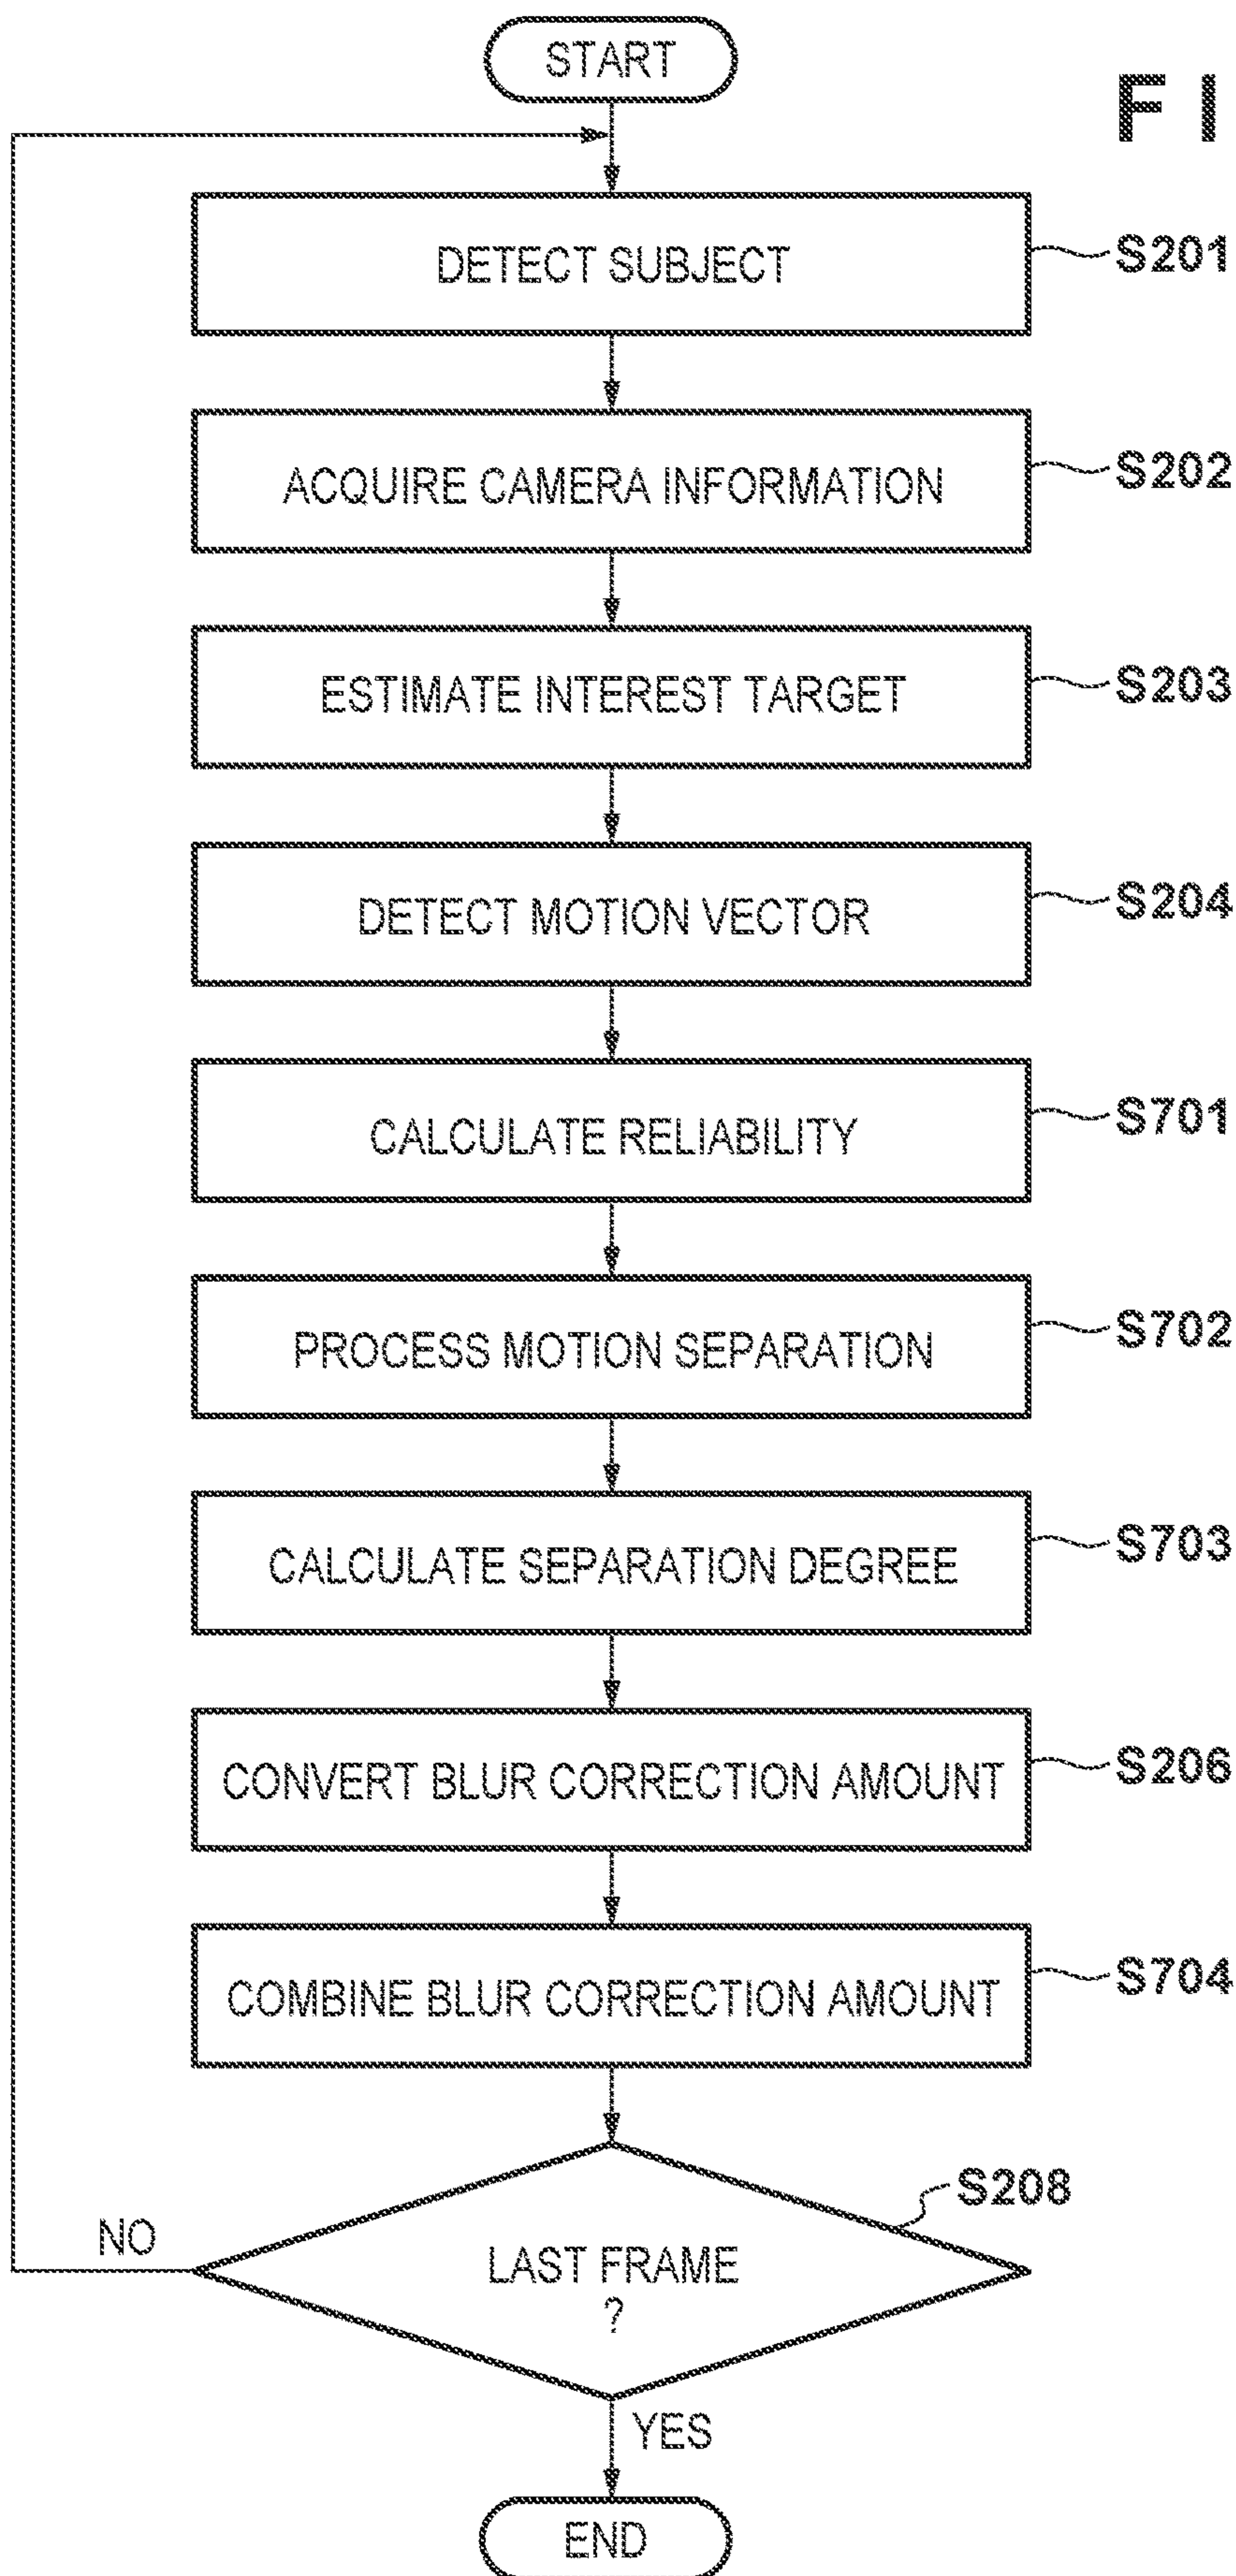 START
F I
DETECT SUBJECT
S201
ACQUIRE CAMERA INFORMATION
S202
ESTIMATE INTEREST TARGET
S203
DETECT MOTION VECTOR
S204
CALCULATE RELIABILITY
S701
PROCESS MOTION SEPARATION
S702
CALCULATE SEPARATION DEGREE
S703
CONVERT BLUR CORRECTION AMOUNT
S206
COMBINE BLUR CORRECTION AMOUNT
S704
S208
NO
LAST FRAME
?
YES
END